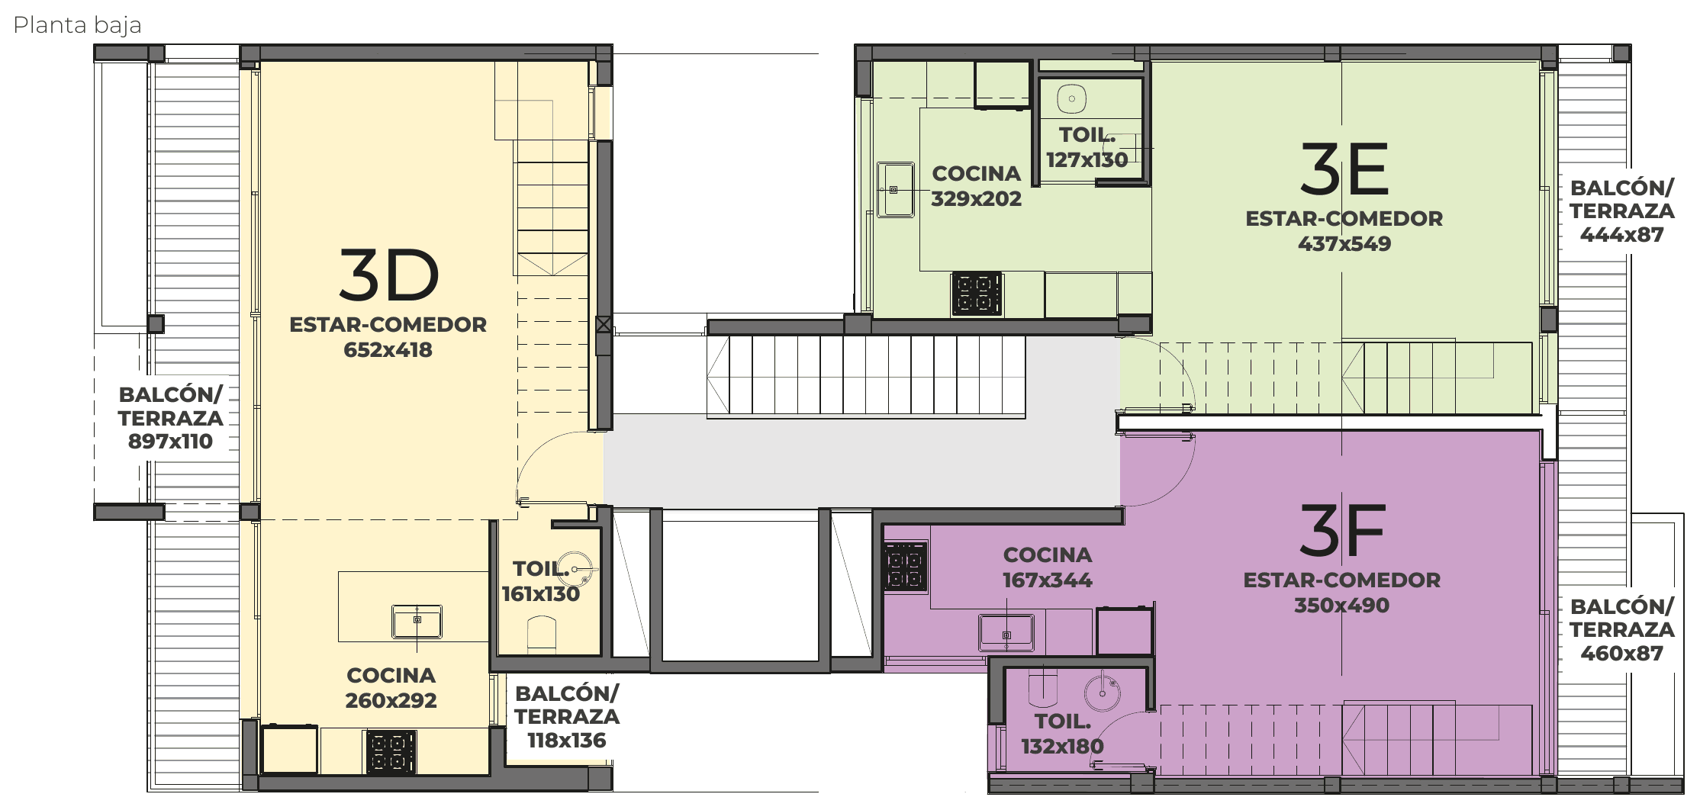 Planta baja
3D
ESTAR-COMEDOR
652x418
BALCÓN/
TERRAZA
897x110
TOIL.
161x130
COCINA
260x292
BALCÓN/
TERRAZA
118x136
COCINA
329x202
TOIL.
127x130
3E
ESTAR-COMEDOR
437x549
BALCÓN/
TERRAZA
444x87
COCINA
167x344
3F
ESTAR-COMEDOR
350x490
TOIL.
132x180
BALCÓN/
TERRAZA
460x87